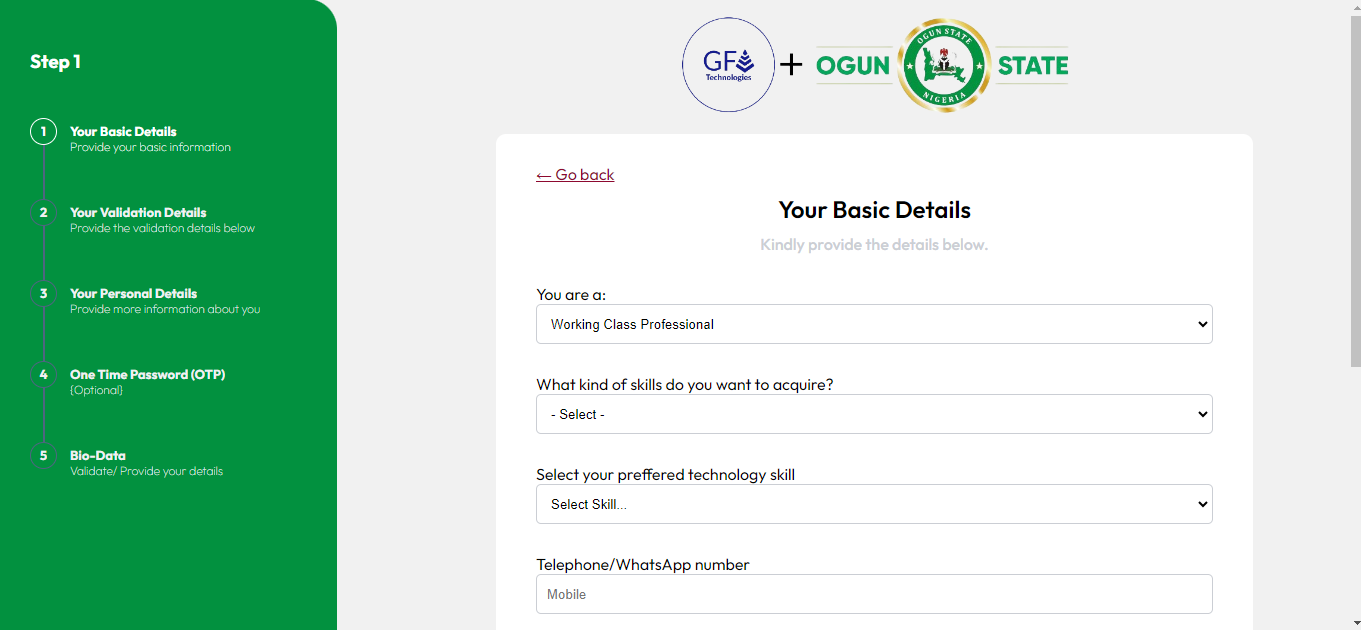 Step 1
1
Your Basic Details
Provide your basic information
2
Your Validation Details
Provide the validation details below
3
Your Personal Details
Provide more information about you
4
One Time Password (OTP)
{Optional}
5
Bio-Data
Validate/ Provide your details
GF
Technologies
+
OGUN
OGUN STATE
NIGERIA
STATE
← Go back
Your Basic Details
Kindly provide the details below.
You are a:
Working Class Professional
What kind of skills do you want to acquire?
- Select -
Select your preffered technology skill
Select Skill...
Telephone/WhatsApp number
Mobile